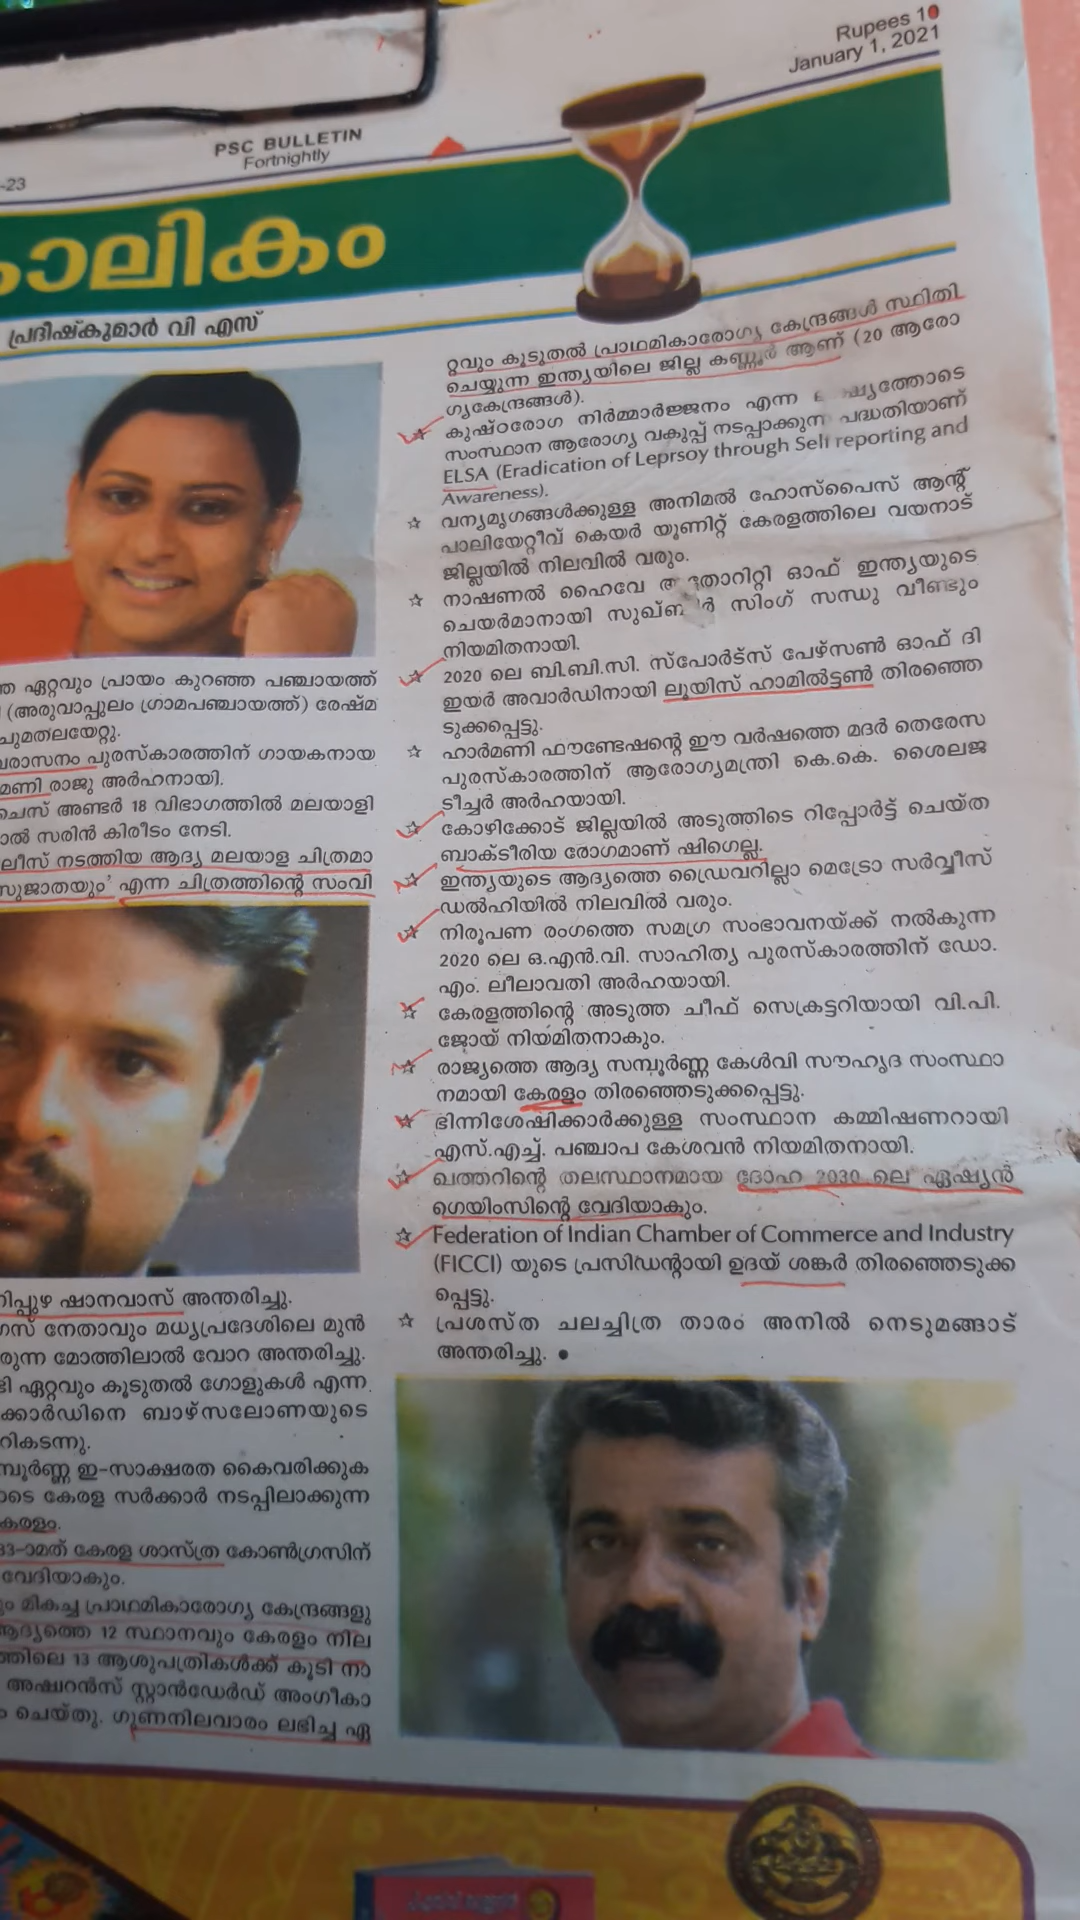 Rupees 10
January 1, 2021
PSC BULLETIN
Fortnightly
-23
കാലികം
പ്രദീഷ്കുമാർ വി എസ്
ത ഏറ്റവും പ്രായം കുറഞ്ഞ പഞ്ചായത്ത്
(അരുവാപ്പുലം ഗ്രാമപഞ്ചായത്ത്) രേഷ്മ
ചുമതലയേറ്റു.
വരാസനം പുരസ്കാരത്തിന് ഗായകനായ
മണി രാജു അർഹനായി.
ചെസ് അണ്ടർ 18 വിഭാഗത്തിൽ മലയാളി
ാൽ സരിൻ കിരീടം നേടി.
ലീസ് നടത്തിയ ആദ്യ മലയാള ചിത്രമാ
സുജാതയും' എന്ന ചിത്രത്തിന്റെ സംവി
നിപ്പുഴ ഷാനവാസ് അന്തരിച്ചു.
ഗസ് നേതാവും മധ്യപ്രദേശിലെ മുൻ
രുന്ന മോത്തിലാൽ വോറ അന്തരിച്ചു.
ടി ഏറ്റവും കൂടുതൽ ഗോളുകൾ എന്ന
ക്കാർഡിനെ ബാഴ്സലോണയുടെ
റികടന്നു.
മ്പൂർണ്ണ ഇ-സാക്ഷരത കൈവരിക്കുക
ടെ കേരള സർക്കാർ നടപ്പിലാക്കുന്ന
കരളം.
33-ാമത് കേരള ശാസ്ത്ര കോൺഗ്രസിന്
വേദിയാകും.
ും മികച്ച പ്രാഥമികാരോഗ്യ കേന്ദ്രങ്ങളു
ആദ്യത്തെ 12 സ്ഥാനവും കേരളം നില
ത്തിലെ 13 ആശുപത്രികൾക്ക് കൂടി നാ
അഷ്വറൻസ് സ്റ്റാൻഡേർഡ് അംഗീകാ
ം ചെയ്തു. ഗുണനിലവാരം ലഭിച്ച ഏ
റ്റവും കൂടുതൽ പ്രാഥമികാരോഗ്യ കേന്ദ്രങ്ങൾ സ്ഥിതി
ചെയ്യുന്ന ഇന്ത്യയിലെ ജില്ല കണ്ണൂർ ആണ് (20 ആരോ
ഗ്യകേന്ദ്രങ്ങൾ).
☆ കുഷ്ഠരോഗ നിർമ്മാർജ്ജനം എന്ന
സംസ്ഥാന ആരോഗ്യ വകുപ്പ് നടപ്പാക്കുന്ന പദ്ധതിയാണ്
ELSA (Eradication of Leprsoy through Self reporting and
Awareness).
☆ വന്യമൃഗങ്ങൾക്കുള്ള അനിമൽ ഹോസ്പൈസ് ആന്റ്
പാലിയേറ്റീവ് കെയർ യൂണിറ്റ് കേരളത്തിലെ വയനാട്
ജില്ലയിൽ നിലവിൽ വരും.
☆ നാഷണൽ ഹൈവേ അതോറിറ്റി ഓഫ് ഇന്ത്യയുടെ
ചെയർമാനായി സിംഗ് സന്ധു വീണ്ടും
നിയമിതനായി.
☆ 2020 ലെ ബി.ബി.സി. സ്പോർട്സ് പേഴ്സൺ ഓഫ് ദി
ഇയർ അവാർഡിനായി ലൂയിസ് ഹാമിൽട്ടൺ തിരഞ്ഞെ
ടുക്കപ്പെട്ടു.
☆ ഹാർമണി ഫൗണ്ടേഷന്റെ ഈ വർഷത്തെ മദർ തെരേസ
പുരസ്കാരത്തിന് ആരോഗ്യമന്ത്രി കെ.കെ. ശൈലജ
ടീച്ചർ അർഹയായി.
☆ കോഴിക്കോട് ജില്ലയിൽ അടുത്തിടെ റിപ്പോർട്ട് ചെയ്ത
ബാക്ടീരിയ രോഗമാണ് ഷിഗെല്ല.
☆ ഇന്ത്യയുടെ ആദ്യത്തെ ഡ്രൈവറില്ലാ മെട്രോ സർവ്വീസ്
ഡൽഹിയിൽ നിലവിൽ വരും.
☆ നിരൂപണ രംഗത്തെ സമഗ്ര സംഭാവനയ്ക്ക് നൽകുന്ന
2020 ലെ ഒ.എൻ.വി. സാഹിത്യ പുരസ്കാരത്തിന് ഡോ.
എം. ലീലാവതി അർഹയായി.
☆ കേരളത്തിന്റെ അടുത്ത ചീഫ് സെക്രട്ടറിയായി വി.പി.
ജോയ് നിയമിതനാകും.
☆ രാജ്യത്തെ ആദ്യ സമ്പൂർണ്ണ കേൾവി സൗഹൃദ സംസ്ഥാ
നമായി കേരളം തിരഞ്ഞെടുക്കപ്പെട്ടു.
☆ ഭിന്നിശേഷിക്കാർക്കുള്ള സംസ്ഥാന കമ്മിഷണറായി
എസ്.എച്ച്. പഞ്ചാപ കേശവൻ നിയമിതനായി.
☆ ഖത്തറിന്റെ തലസ്ഥാനമായ ദോഹ 2030 ലെ ഏഷ്യൻ
ഗെയിംസിന്റെ വേദിയാകും.
☆ Federation of Indian Chamber of Commerce and Industry
(FICCI) യുടെ പ്രസിഡന്റായി ഉദയ് ശങ്കർ തിരഞ്ഞെടുക്ക
പ്പെട്ടു.
☆ പ്രശസ്ത ചലച്ചിത്ര താരം അനിൽ നെടുമങ്ങാട്
അന്തരിച്ചു. ●